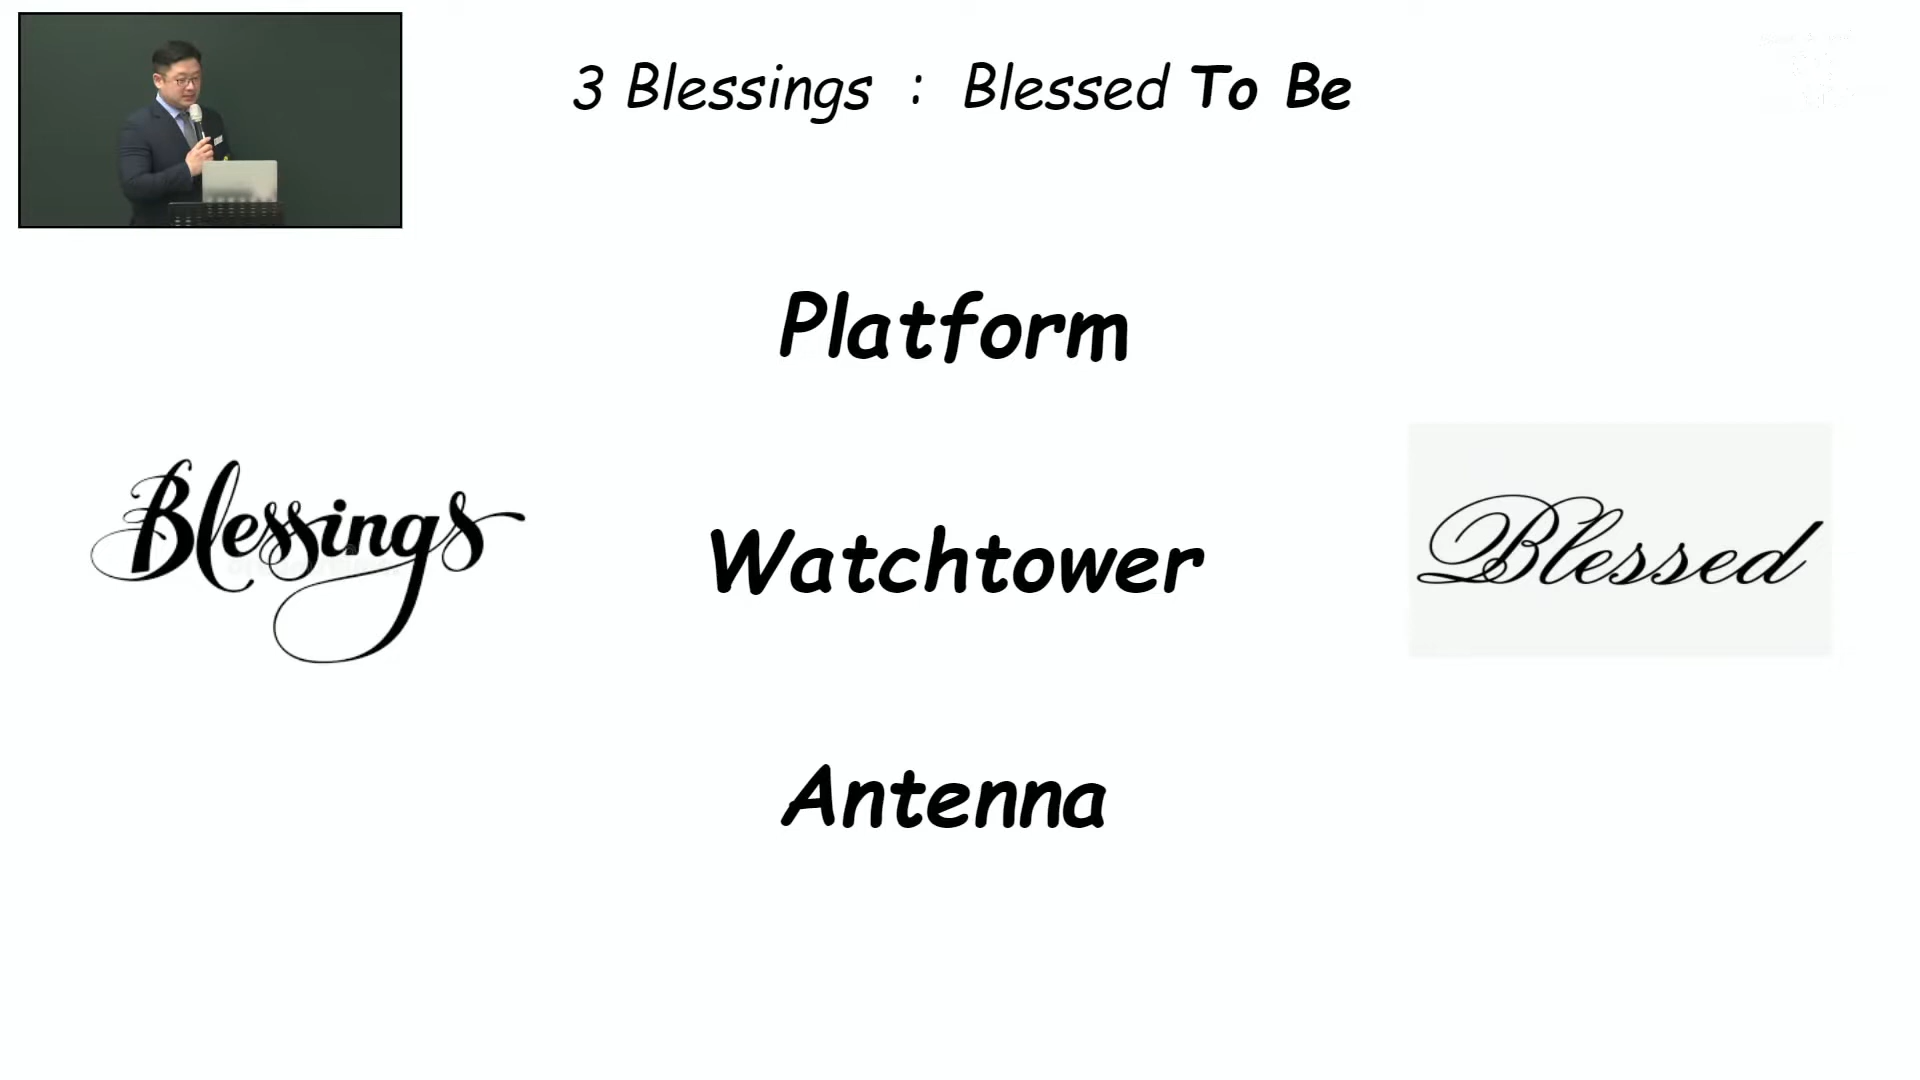 3 Blessings : Blessed To Be
Platform
Blessings
Watchtower
Blessed
Antenna